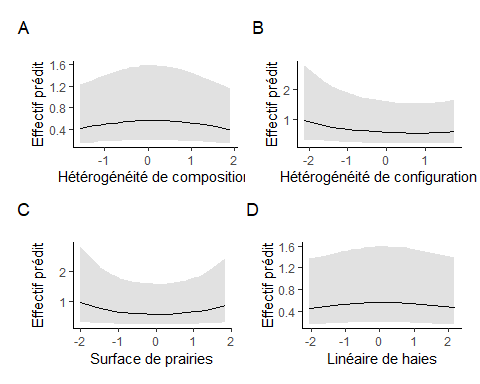 A
Effectif prédit
1.6
1.2
0.8
0.4
-1 0 1 2
Hétérogénéité de composition
B
Effectif prédit
2
1
-2 -1 0 1
Hétérogénéité de configuration
C
Effectif prédit
2
1
-2 -1 0 1 2
Surface de prairies
D
Effectif prédit
1.6
1.2
0.8
0.4
-2 -1 0 1 2
Linéaire de haies